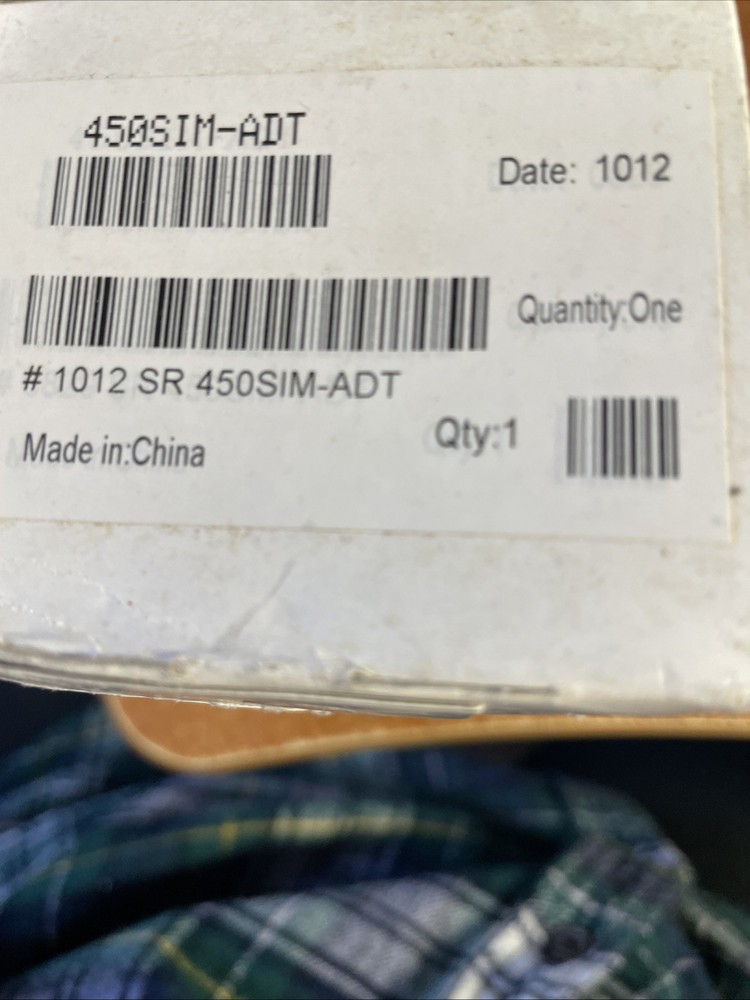 450SIM-ADT
Date: 1012
Quantity:One
# 1012 SR 450SIM-ADT
Qty:1
Made in:China